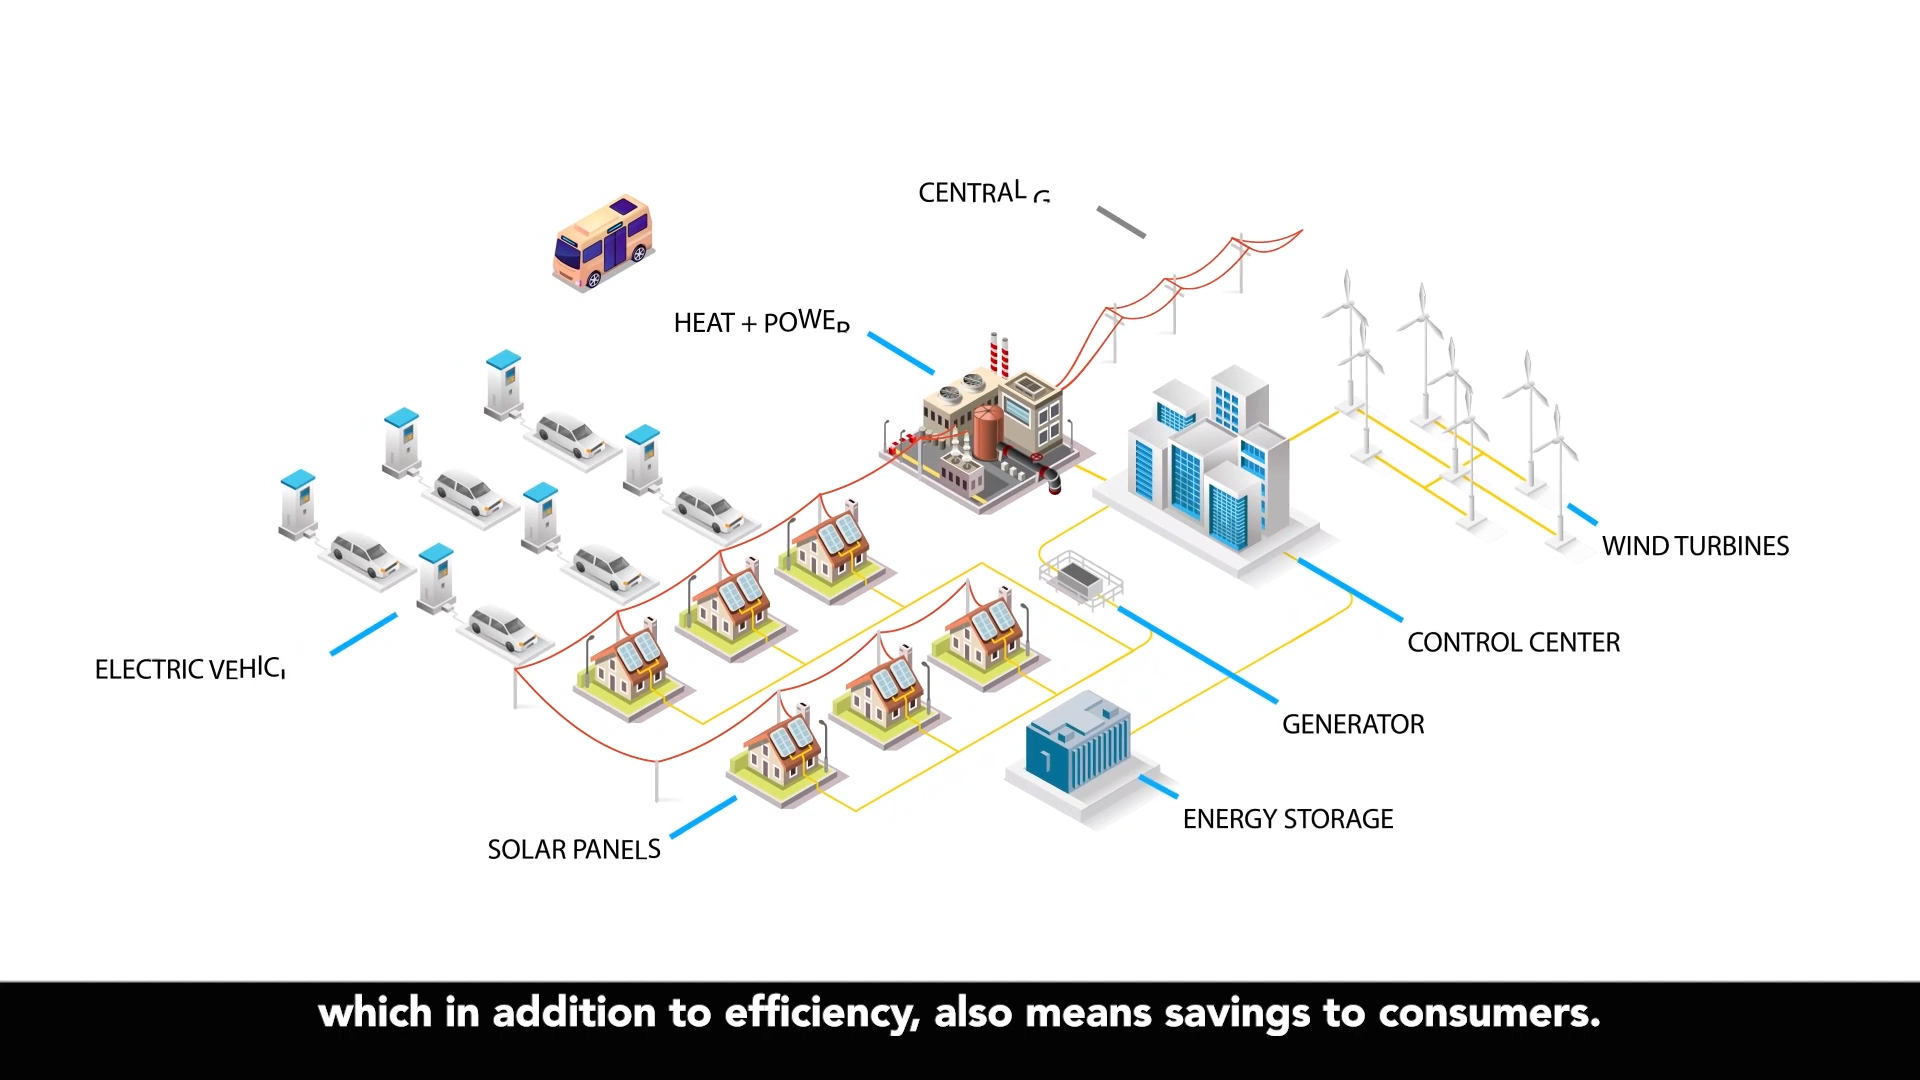 CENTRAL G
HEAT + POWER
WIND TURBINES
CONTROL CENTER
ELECTRIC VEHIC
GENERATOR
ENERGY STORAGE
SOLAR PANELS
which in addition to efficiency, also means savings to consumers.